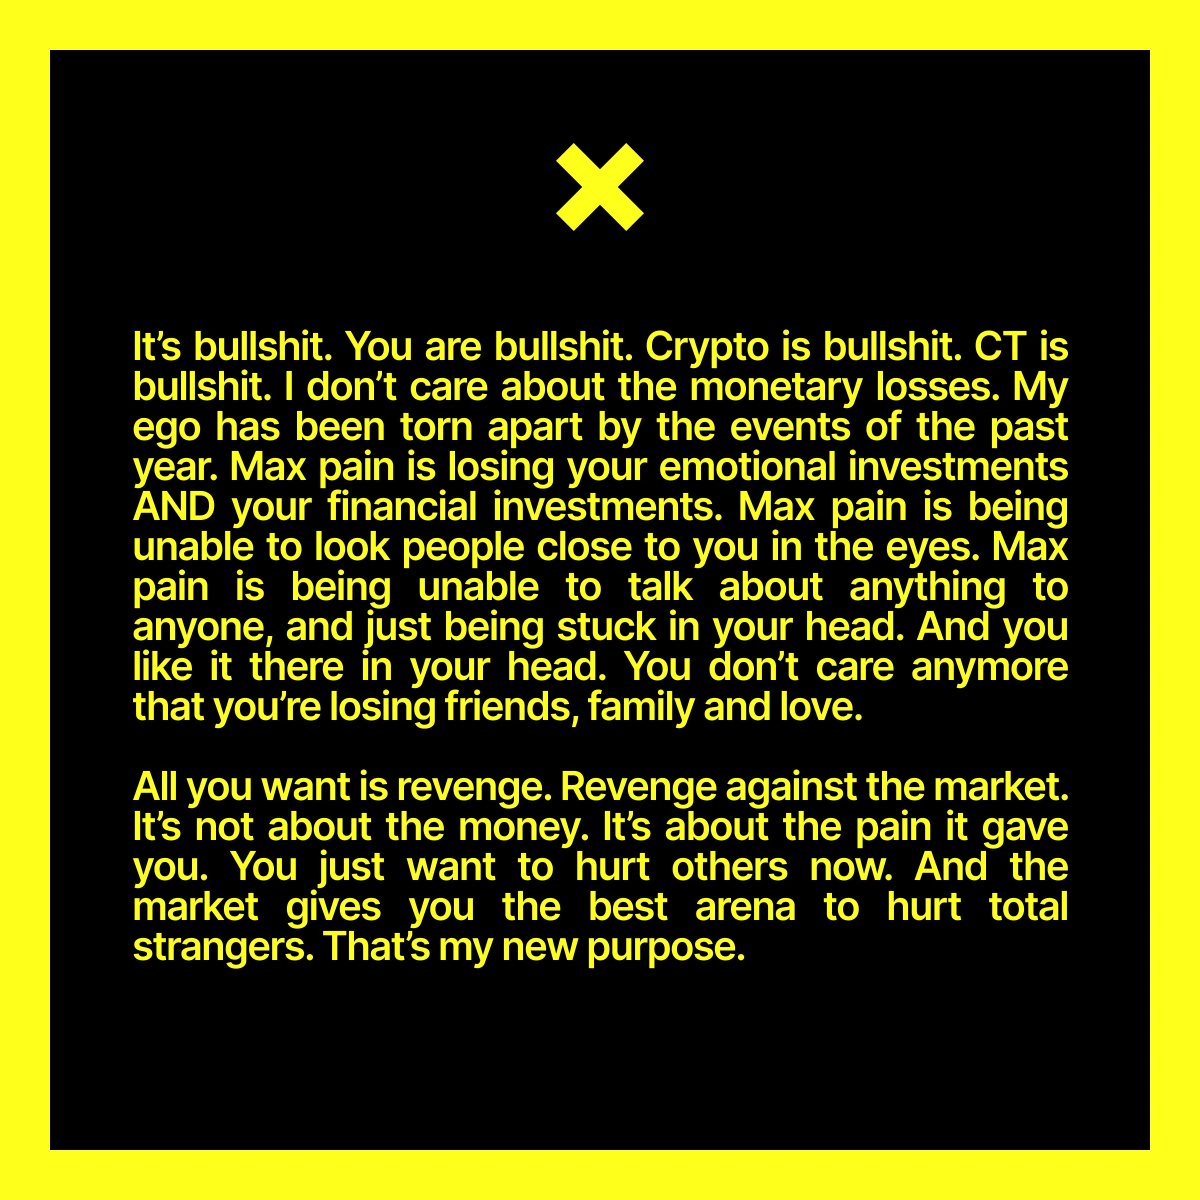 It’s bullshit. You are bullshit. Crypto is bullshit. CT is
bullshit. I don’t care about the monetary losses. My
ego has been torn apart by the events of the past
year. Max pain is losing your emotional investments
AND your financial investments. Max pain is being
unable to look people close to you in the eyes. Max
pain is being unable to talk about anything to
anyone, and just being stuck in your head. And you
like it there in your head. You don’t care anymore
that you’re losing friends, family and love.
All you want is revenge. Revenge against the market.
It’s not about the money. It’s about the pain it gave
you. You just want to hurt others now. And the
market gives you the best arena to hurt total
strangers. That’s my new purpose.